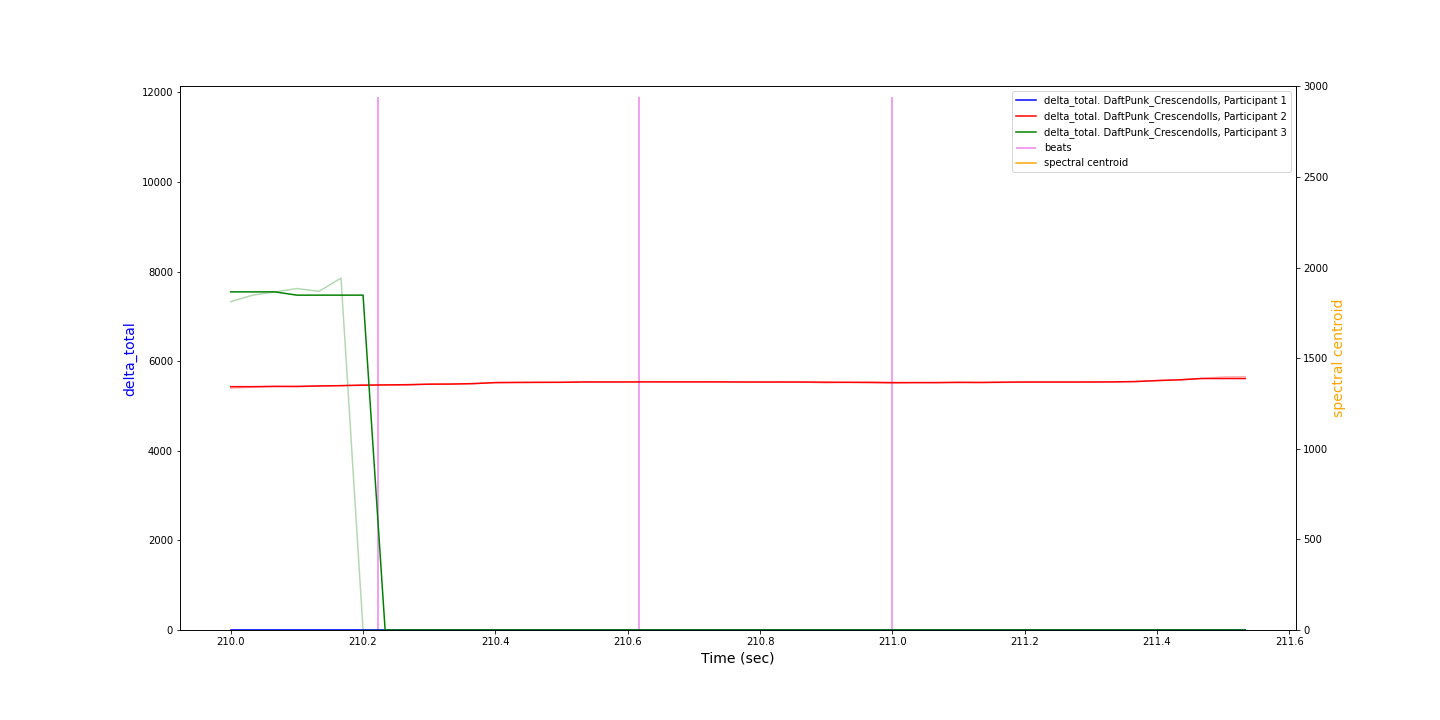 12000
10000
8000
6000
4000
2000
0
delta_total
3000
2500
2000
1500
1000
500
0
spectral centroid
delta_total. DaftPunk_Crescendolls, Participant 1
delta_total. DaftPunk_Crescendolls, Participant 2
delta_total. DaftPunk_Crescendolls, Participant 3
beats
spectral centroid
210.0 210.2 210.4 210.6 210.8 211.0 211.2 211.4 211.6
Time (sec)